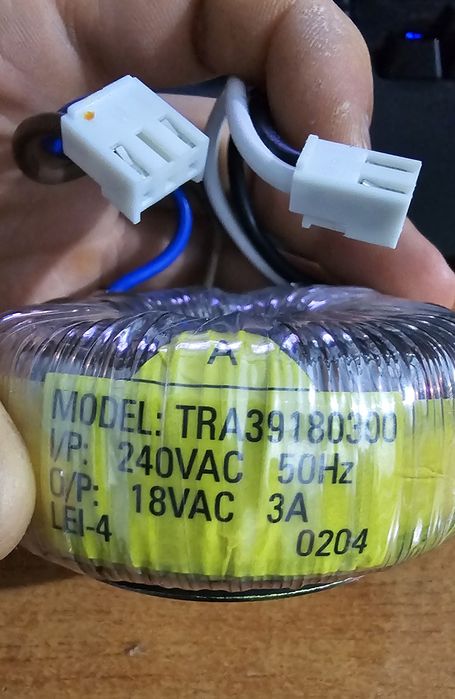 A
MODEL: TRA39180300
I/P: 240VAC 50Hz
O/P: 18VAC 3A
LEI-4 0204